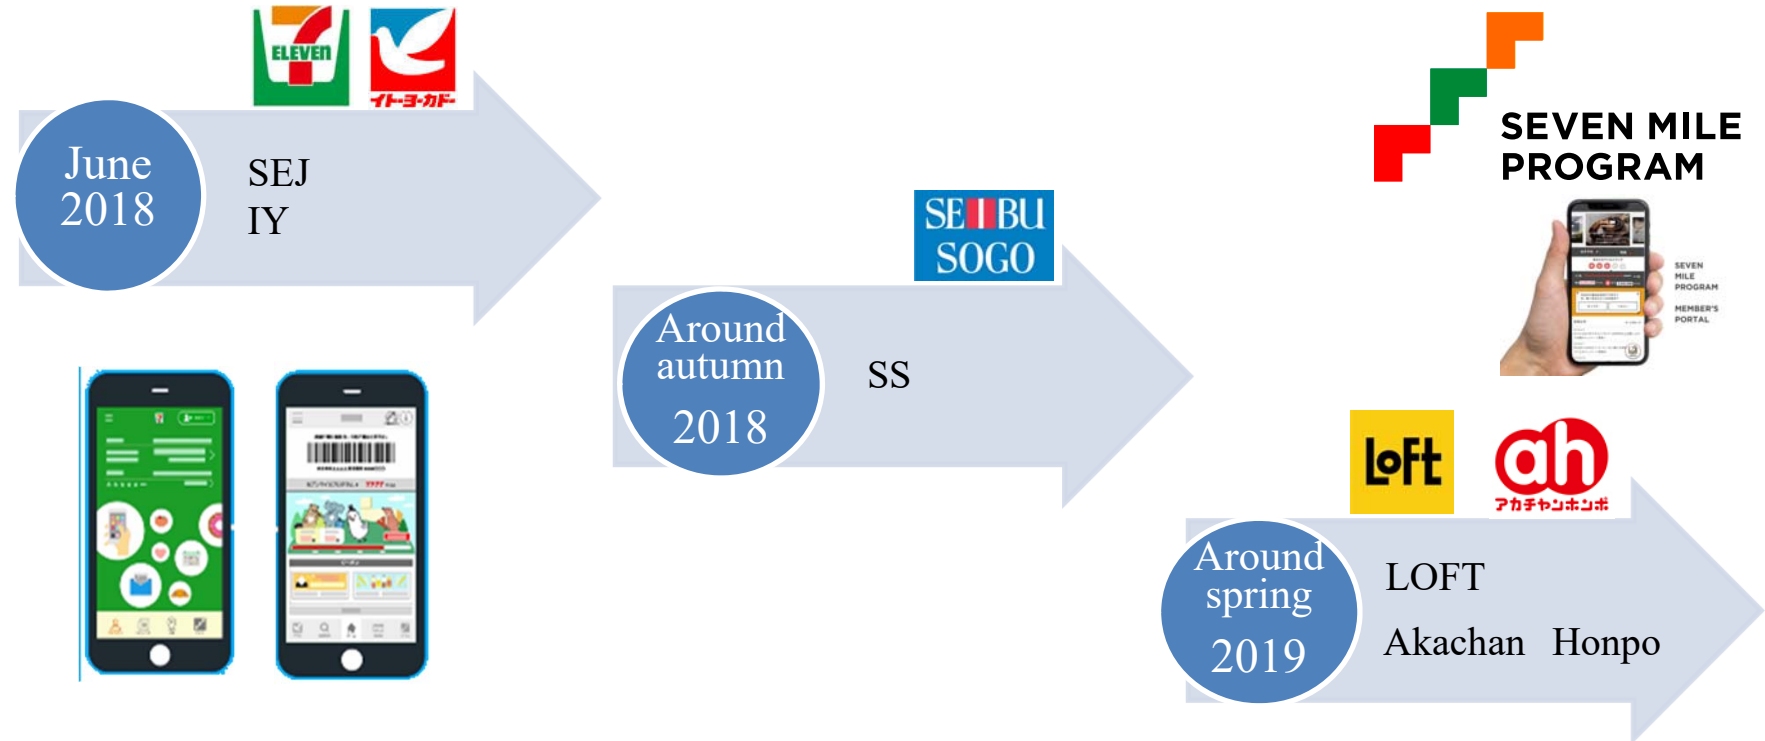 7
ELEVEn
イトーヨーカドー
June
2018
SEJ
IY
SEIBU
SOGO
Around
autumn
2018
SS
SEVEN MILE
PROGRAM
SEVEN
MILE
PROGRAM
MEMBER'S
PORTAL
LoFt
ah
アカチャンホンポ
Around
spring
2019
LOFT
Akachan Honpo